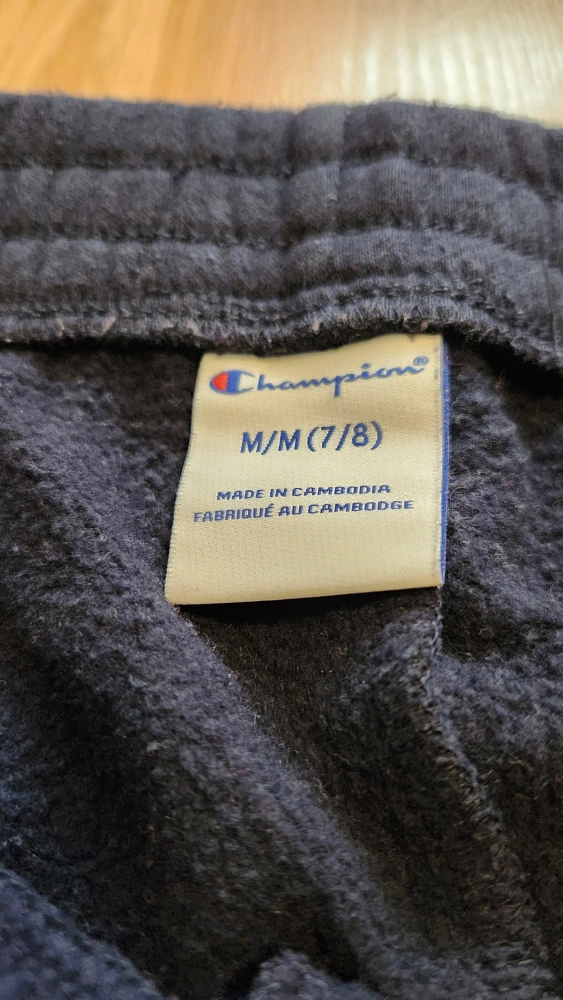 Champion®
M/M (7/8)
MADE IN CAMBODIA
FABRIQUÉ AU CAMBODGE